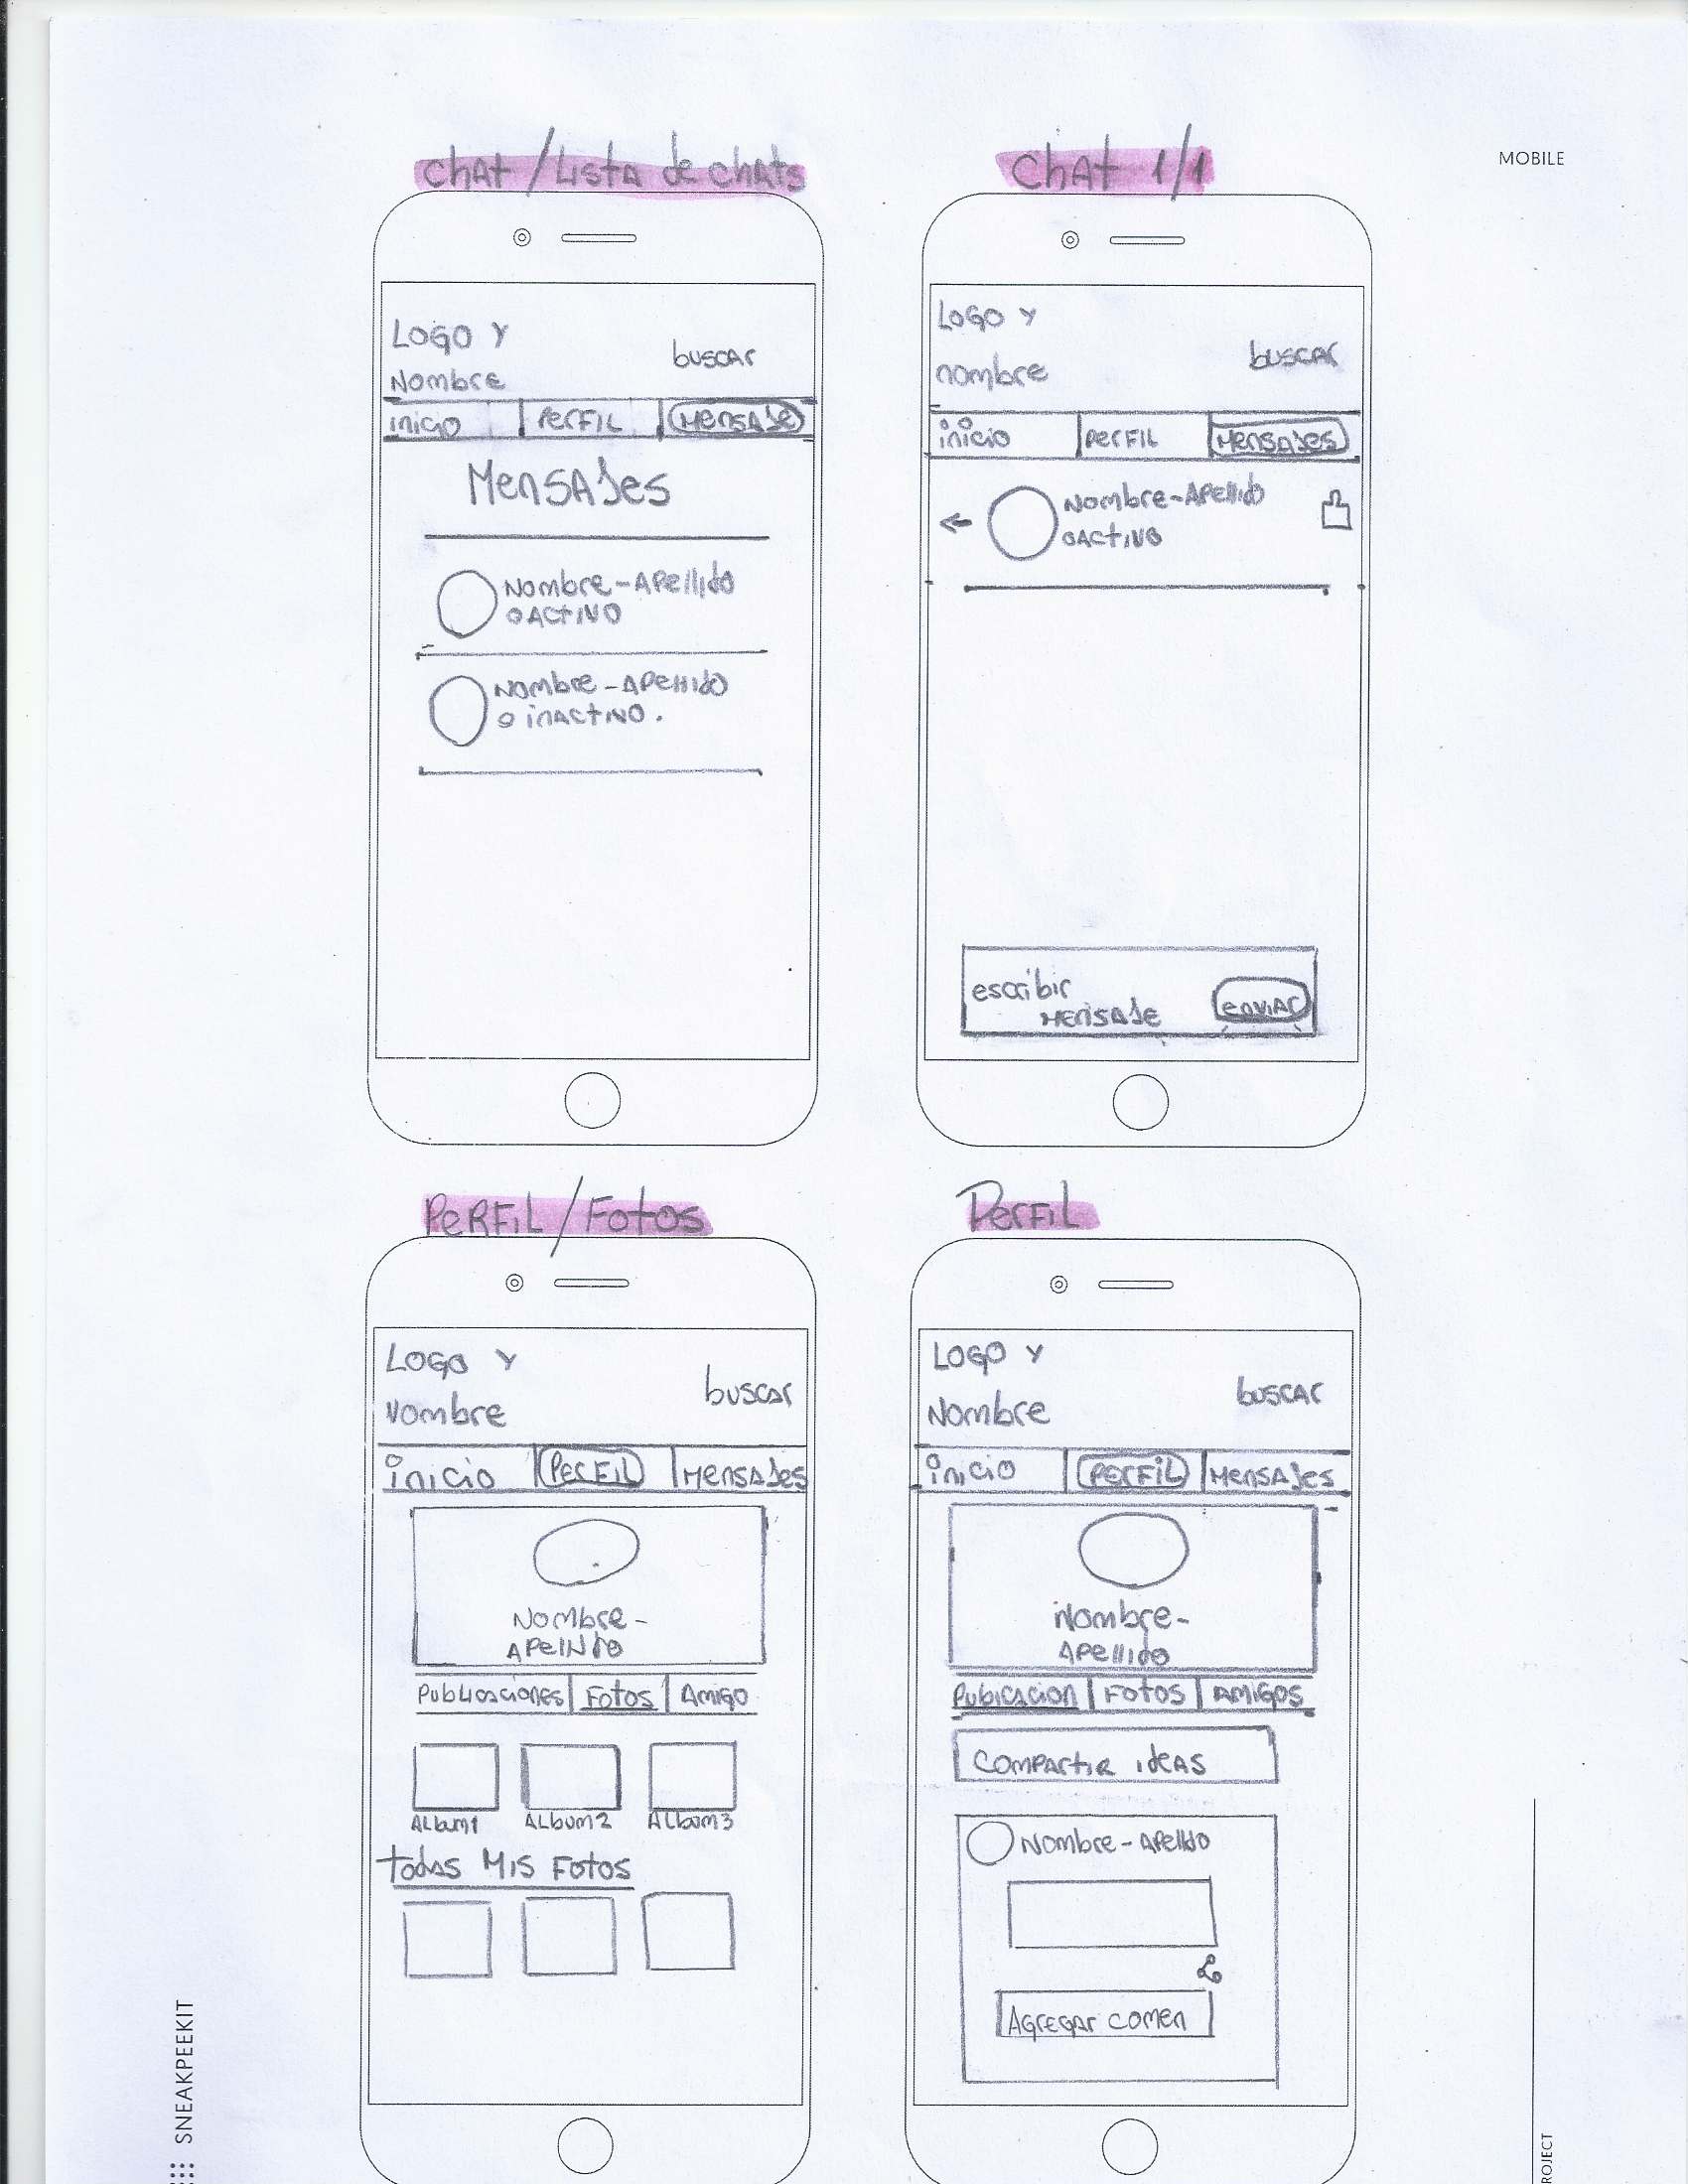 MOBILE
Chat / Lista de chats
Logo y
buscar
Nombre
inicio Perfil Mensaje
Mensajes
Nombre-Apellido
o Activo
Nombre-Apellido
o inactivo.
Chat 1/1
Logo y
buscar
nombre
inicio Perfil Mensajes
Nombre-Apellido
o Activo
escribir
Mensaje
enviar
Perfil / Fotos
Logo y
buscar
Nombre
inicio Perfil Mensajes
Nombre-
Apellido
Publicaciones Fotos Amigo
Album1 Album2 Album3
todas Mis Fotos
Perfil
Logo y
buscar
Nombre
inicio Perfil Mensajes
Nombre-
Apellido
Publicacion Fotos Amigos
Compartir ideas
Nombre-Apellido
Agregar comen
SNEAKPEEKIT